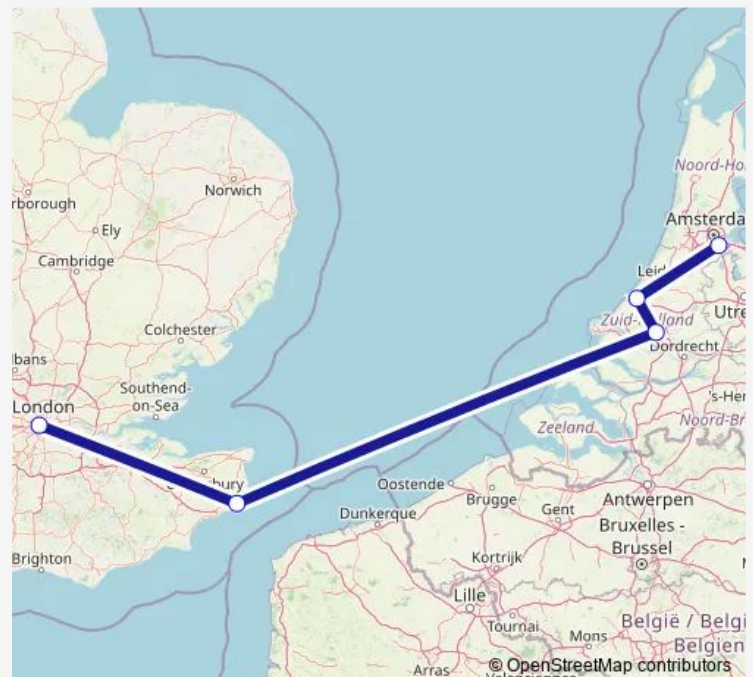 Norwich
rborough
Ely
Cambridge
Noord-Ho
Amsterda
Leid
Utre
Zuid-Holland
Dordrecht
Colchester
lbans
Southend-
on-Sea
London
bury
's-Her
Noord-Br
Zeeland
Oostende
Brugge
Antwerpen
Dunkerque
Gent
Bruxelles -
Brussel
Brighton
Kortrijk
Lille
Tournai
Mons
België / Belgi
Belgien
Arras
© OpenStreetMap contributors